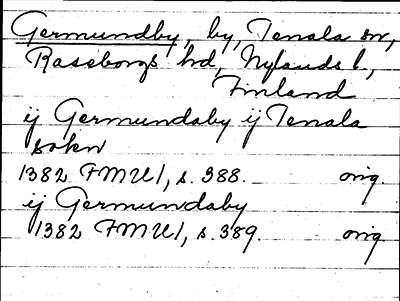 Germundby, by, Tenala sn,
Raseborgs hd, Nylands l.,
Finland
ij Germundaby ij Tenala
sokn
1382 FMU1, s. 388. orig.
ij Germundaby
1382 FMU1, s. 389. orig